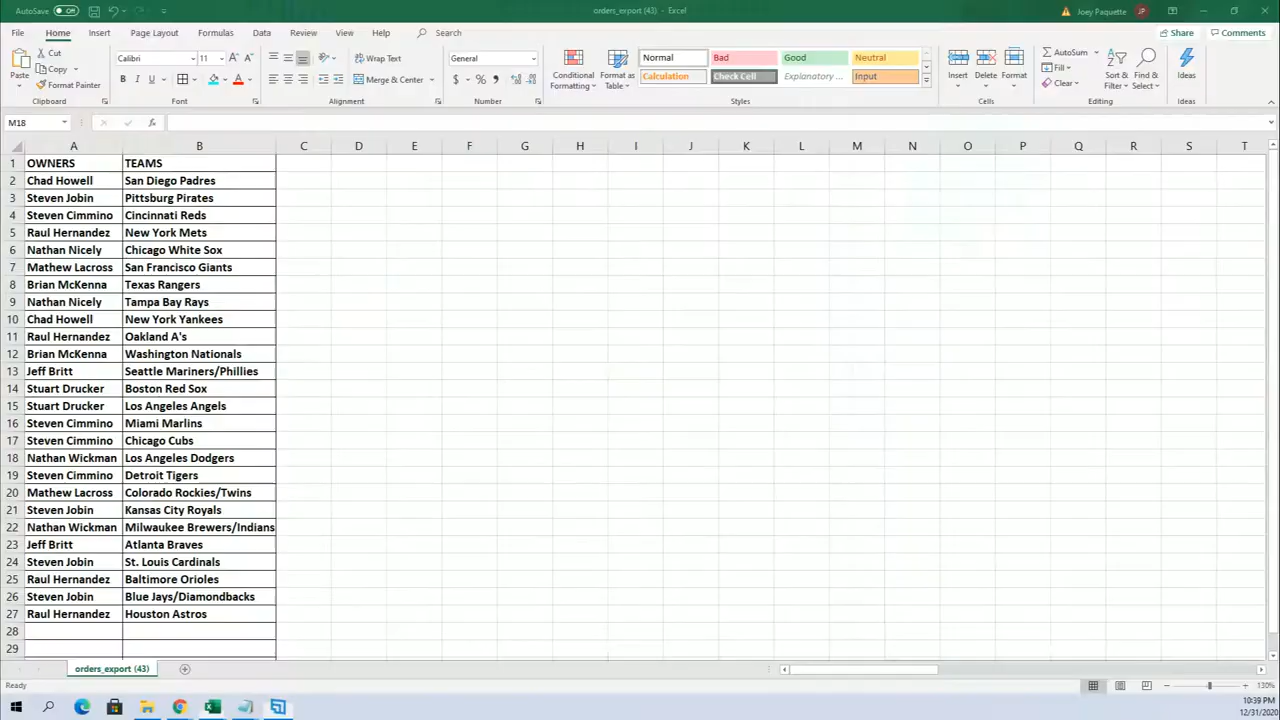 AutoSave Off orders_export (43) - Excel Joey Paquette JP
File Home Insert Page Layout Formulas Data Review View Help Search Share Comments
Cut Calibri 11 Wrap Text General Normal Bad Good Neutral AutoSum
Copy Fill
Paste Format Painter B I U Merge & Center $ % Conditional Formatting Format as Table Calculation Check Cell Explanatory ... Input Insert Delete Format Clear Sort & Filter Find & Select Ideas
Clipboard Font Alignment Number Styles Cells Editing Ideas
M18 fx
A B C D E F G H I J K L M N O P Q R S T
1 OWNERS TEAMS
2 Chad Howell San Diego Padres
3 Steven Jobin Pittsburg Pirates
4 Steven Cimmino Cincinnati Reds
5 Raul Hernandez New York Mets
6 Nathan Nicely Chicago White Sox
7 Mathew Lacross San Francisco Giants
8 Brian McKenna Texas Rangers
9 Nathan Nicely Tampa Bay Rays
10 Chad Howell New York Yankees
11 Raul Hernandez Oakland A's
12 Brian McKenna Washington Nationals
13 Jeff Britt Seattle Mariners/Phillies
14 Stuart Drucker Boston Red Sox
15 Stuart Drucker Los Angeles Angels
16 Steven Cimmino Miami Marlins
17 Steven Cimmino Chicago Cubs
18 Nathan Wickman Los Angeles Dodgers
19 Steven Cimmino Detroit Tigers
20 Mathew Lacross Colorado Rockies/Twins
21 Steven Jobin Kansas City Royals
22 Nathan Wickman Milwaukee Brewers/Indians
23 Jeff Britt Atlanta Braves
24 Steven Jobin St. Louis Cardinals
25 Raul Hernandez Baltimore Orioles
26 Steven Jobin Blue Jays/Diamondbacks
27 Raul Hernandez Houston Astros
28
29
orders_export (43)
Ready 130%
10:39 PM
12/31/2020